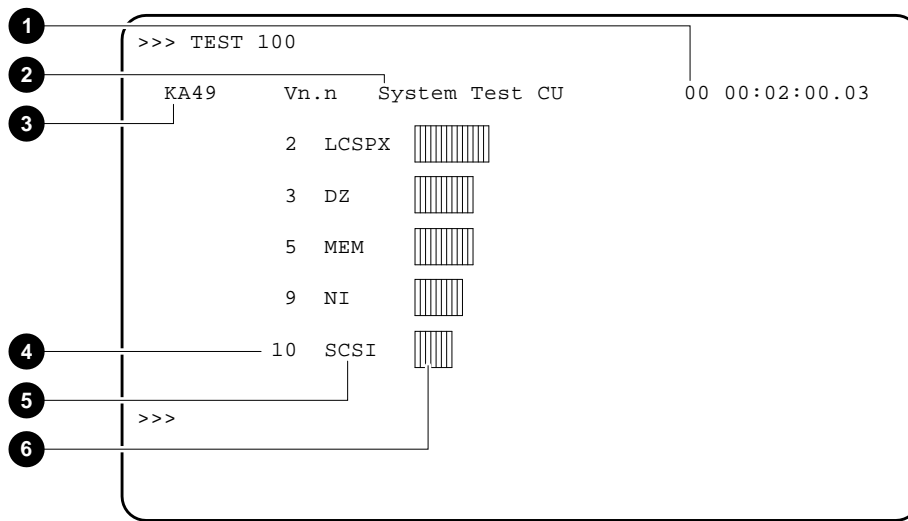 1
>>> TEST 100
2
KA49 Vn.n System Test CU 00 00:02:00.03
3
2 LCSPX
3 DZ
5 MEM
9 NI
4
10 SCSI
5
>>>
6